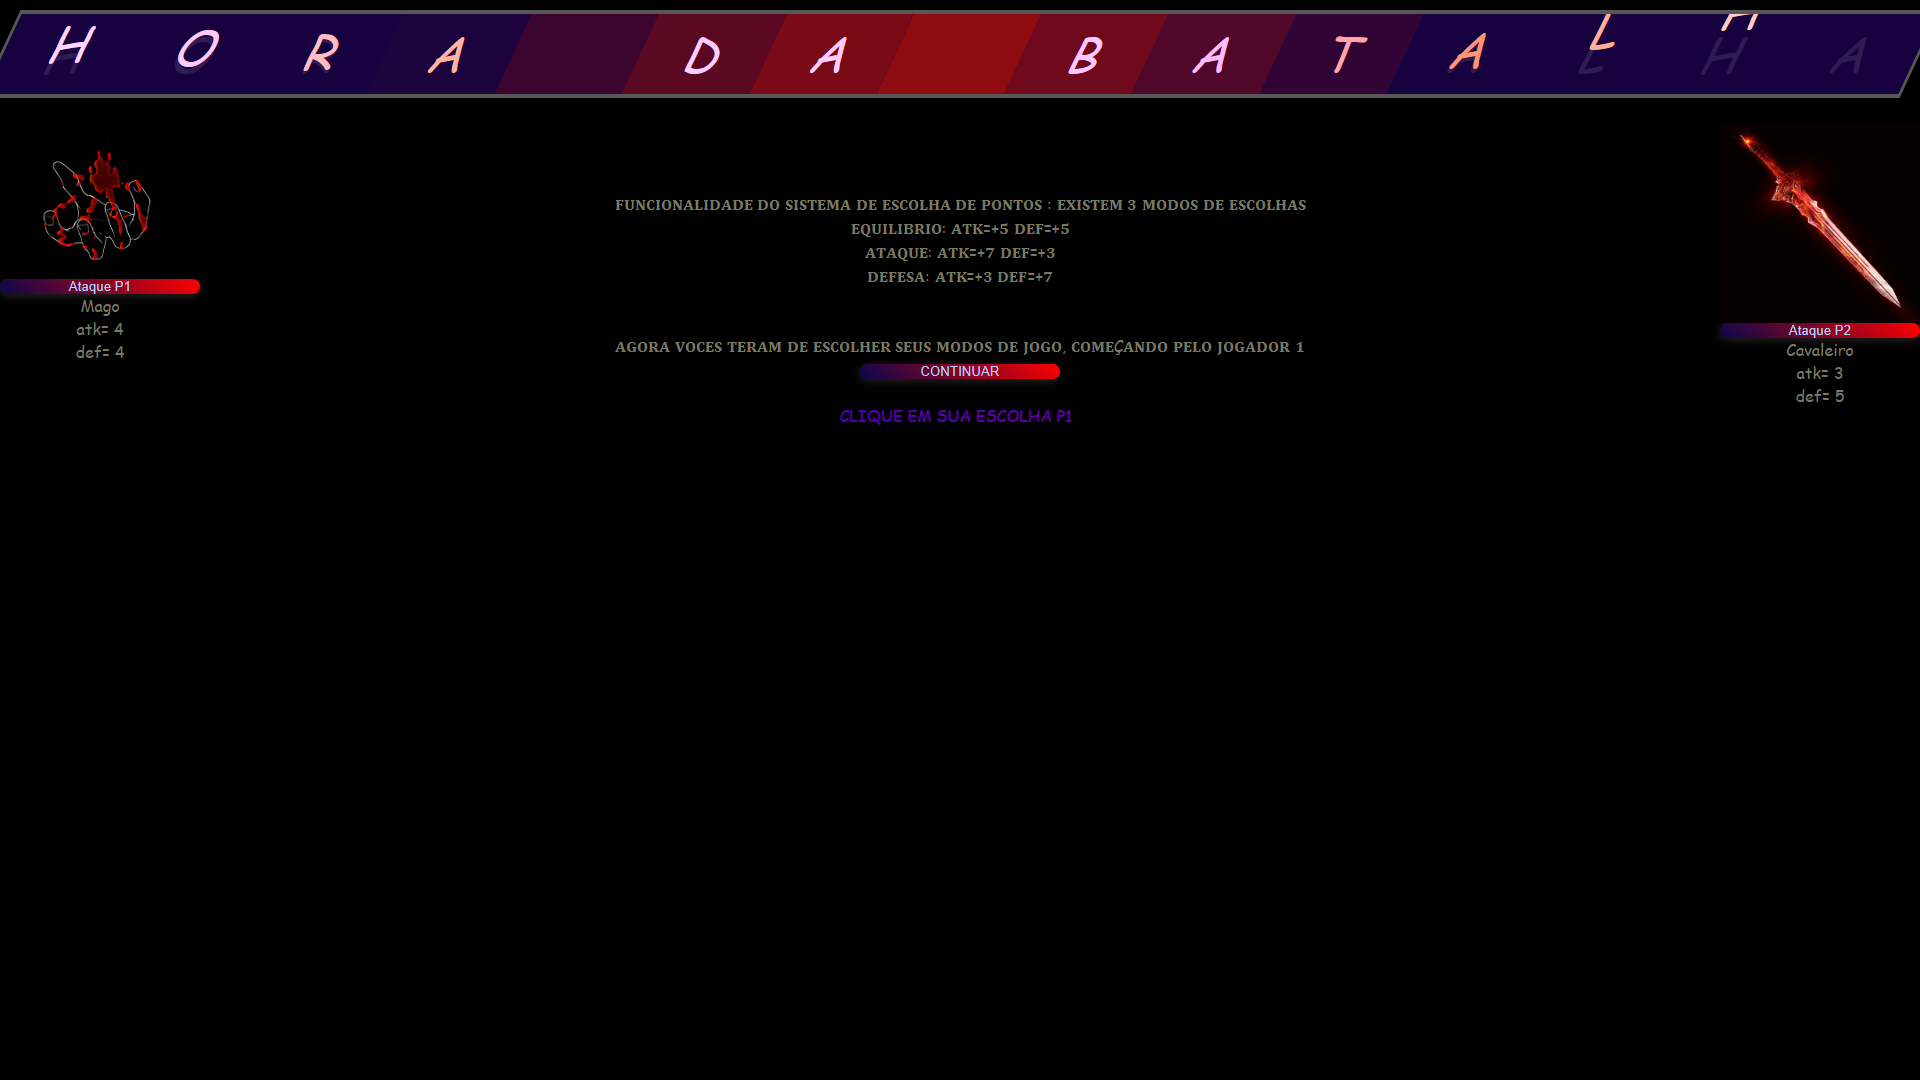 HORA DA BATALHA
FUNCIONALIDADE DO SISTEMA DE ESCOLHA DE PONTOS : EXISTEM 3 MODOS DE ESCOLHAS
EQUILIBRIO: ATK=+5 DEF=+5
ATAQUE: ATK=+7 DEF=+3
DEFESA: ATK=+3 DEF=+7
Ataque P1
Mago
atk= 4
def= 4
AGORA VOCES TERAM DE ESCOLHER SEUS MODOS DE JOGO, COMEÇANDO PELO JOGADOR 1
CONTINUAR
CLIQUE EM SUA ESCOLHA P1
Ataque P2
Cavaleiro
atk= 3
def= 5